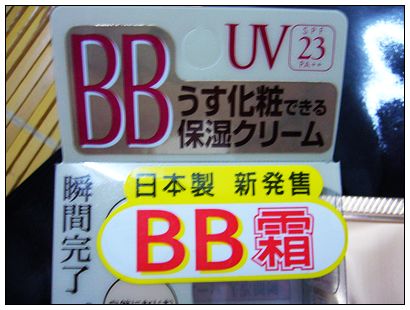 BB
UV
SPF
23
PA++
うす化粧できる
保湿クリーム
瞬間完了
日本製 新発售
BB霜